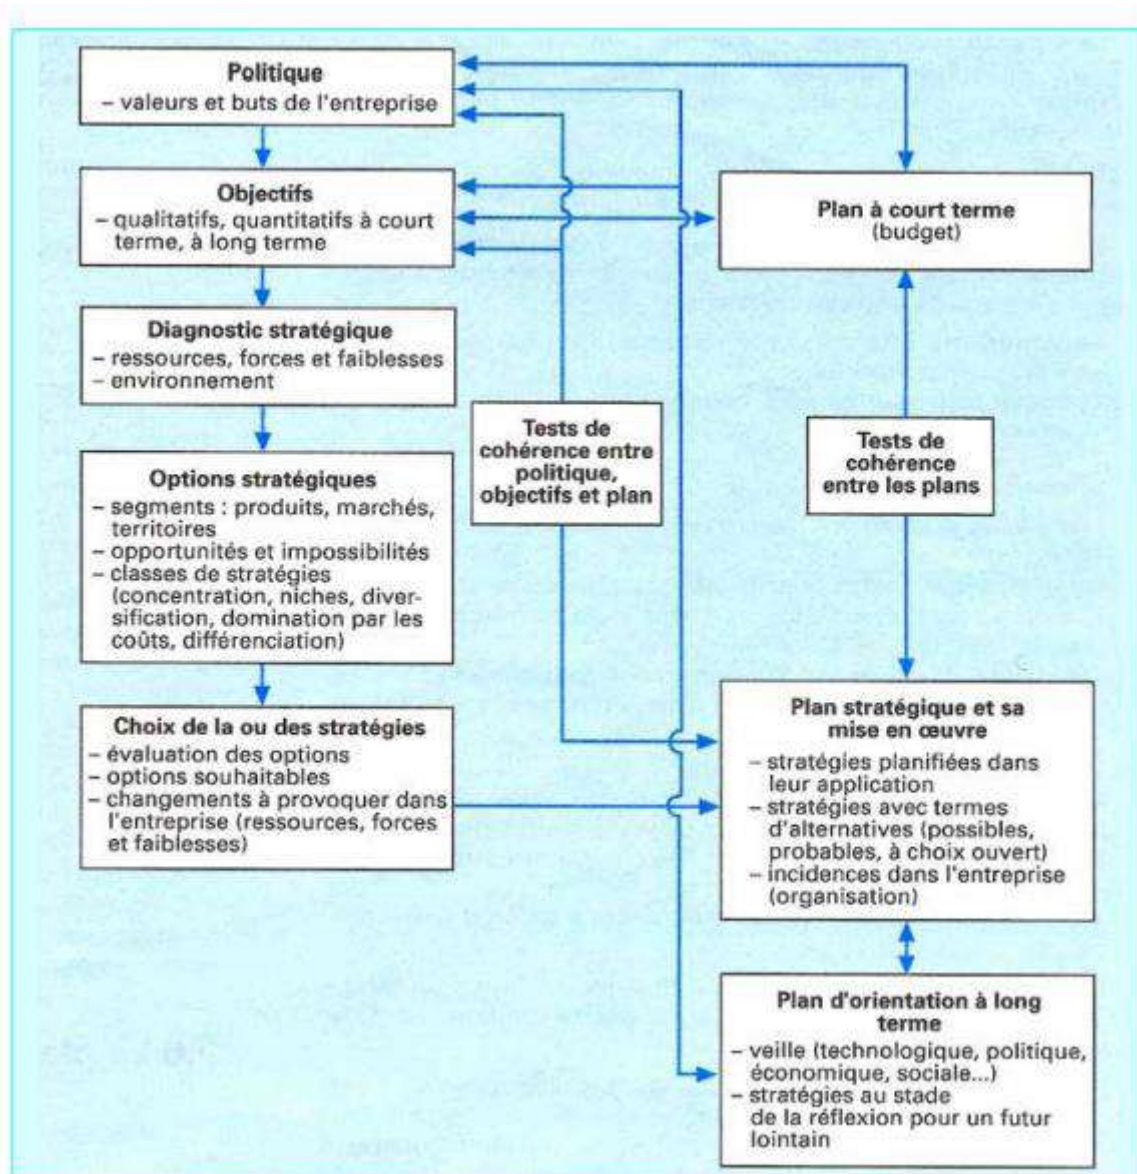 Politique
– valeurs et buts de l'entreprise
Objectifs
– qualitatifs, quantitatifs à court
terme, à long terme
Diagnostic stratégique
– ressources, forces et faiblesses
– environnement
Options stratégiques
– segments : produits, marchés,
territoires
– opportunités et impossibilités
– classes de stratégies
(concentration, niches, diver-
sification, domination par les
coûts, différenciation)
Choix de la ou des stratégies
– évaluation des options
– options souhaitables
– changements à provoquer dans
l'entreprise (ressources, forces
et faiblesses)
Tests de
cohérence entre
politique,
objectifs et plan
Plan à court terme
(budget)
Tests de
cohérence
entre les plans
Plan stratégique et sa
mise en œuvre
– stratégies planifiées dans
leur application
– stratégies avec termes
d'alternatives (possibles,
probables, à choix ouvert)
– incidences dans l'entreprise
(organisation)
Plan d'orientation à long
terme
– veille (technologique, politique,
économique, sociale...)
– stratégies au stade
de la réflexion pour un futur
lointain